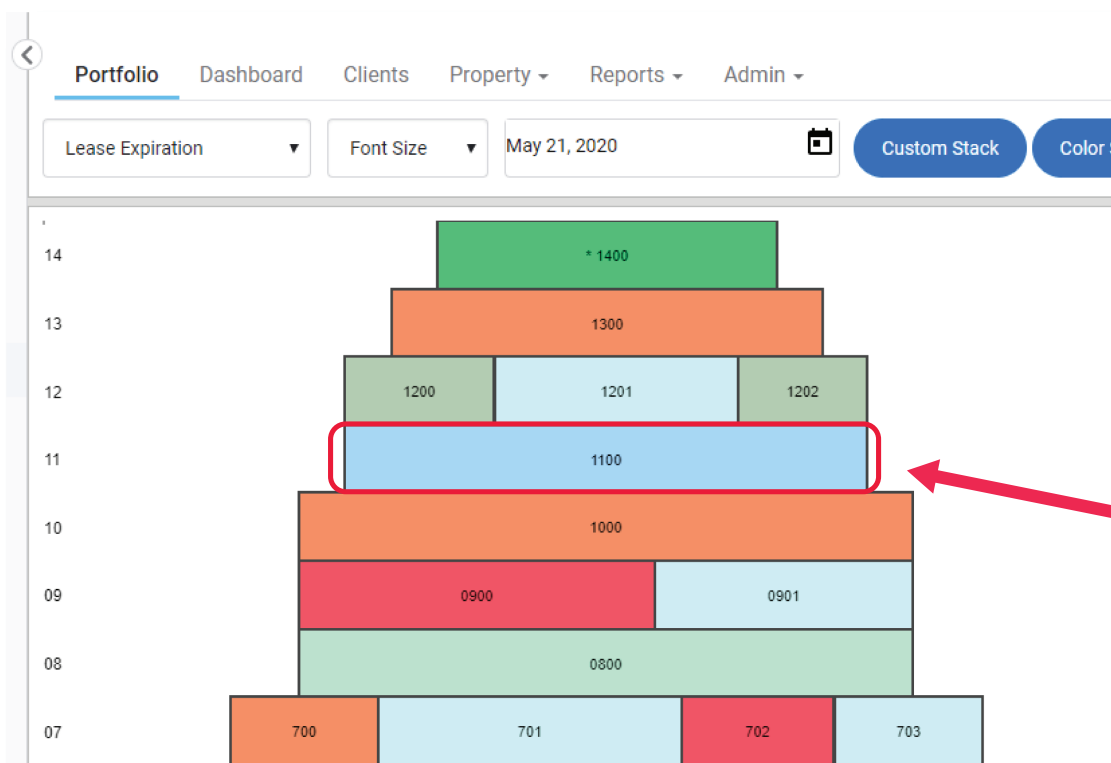 Portfolio Dashboard Clients Property Reports Admin
Lease Expiration Font Size May 21, 2020 Custom Stack Color
14 * 1400
13 1300
12 1200 1201 1202
11 1100
10 1000
09 0900 0901
08 0800
07 700 701 702 703